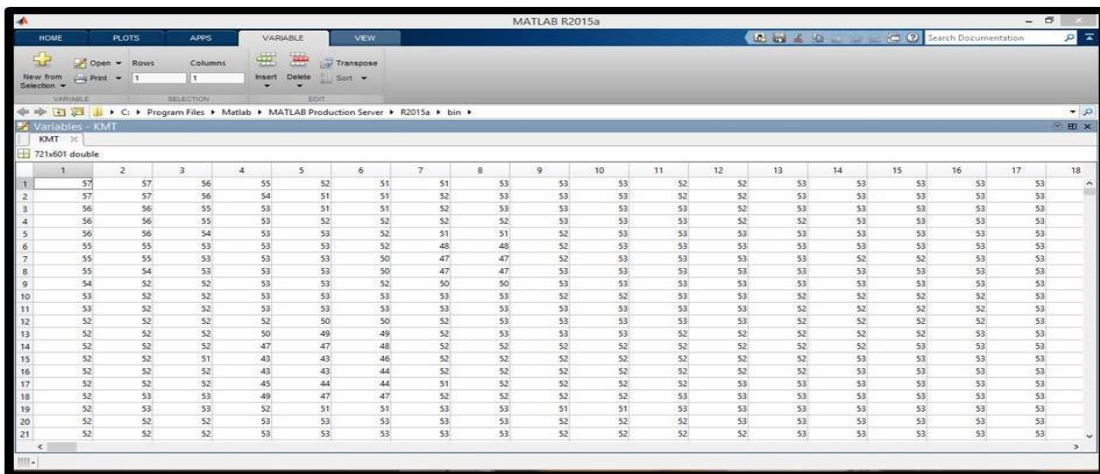 MATLAB R2015a
HOME PLOTS APPS VARIABLE VIEW Search Documentation
New from Selection Open Rows Columns Insert Delete Transpose
Print 1 1 Sort
VARIABLE SELECTION EDIT
C: Program Files Matlab MATLAB Production Server R2015a bin
Variables - KMT
KMT
721x601 double
1 2 3 4 5 6 7 8 9 10 11 12 13 14 15 16 17 18
1 57 57 56 55 52 51 51 53 53 53 52 52 53 53 53 53 53
2 57 57 56 54 51 51 52 53 53 53 52 52 53 53 53 53 53
3 56 56 55 53 51 51 52 53 53 53 53 52 53 53 53 53 53
4 56 56 55 53 52 52 52 52 53 53 53 52 53 53 53 53 53
5 56 56 54 53 53 52 51 51 52 53 53 53 53 53 53 53 53
6 55 55 53 53 53 52 48 48 52 53 53 53 53 53 52 53 53
7 55 55 53 53 53 50 47 47 52 53 53 53 53 52 52 53 53
8 55 54 53 53 53 50 47 47 53 53 53 53 53 52 52 53 53
9 54 52 52 53 53 52 50 50 53 53 53 53 52 52 52 53 53
10 53 52 52 53 53 53 53 53 52 52 53 53 52 52 52 52 53
11 53 52 52 53 53 53 53 53 53 53 53 53 52 52 52 53 53
12 52 52 52 52 50 50 52 53 53 53 53 53 52 52 52 53 53
13 52 52 52 50 49 49 52 53 53 53 53 52 52 52 53 53 53
14 52 52 52 47 47 48 52 52 52 52 52 52 52 52 53 53 53
15 52 52 51 43 43 46 52 52 52 52 52 52 52 53 53 53 53
16 52 52 52 43 43 44 52 52 52 52 52 52 52 53 53 53 53
17 52 52 52 45 44 44 51 52 52 52 52 53 53 53 53 53 53
18 52 53 53 49 47 47 52 52 52 52 53 53 53 53 53 53 53
19 52 53 53 52 51 51 53 53 51 51 53 53 53 53 53 53 53
20 52 52 52 53 53 53 53 53 52 52 52 52 53 53 53 53 53
21 52 52 52 53 53 53 53 53 52 52 52 52 53 53 53 53 53